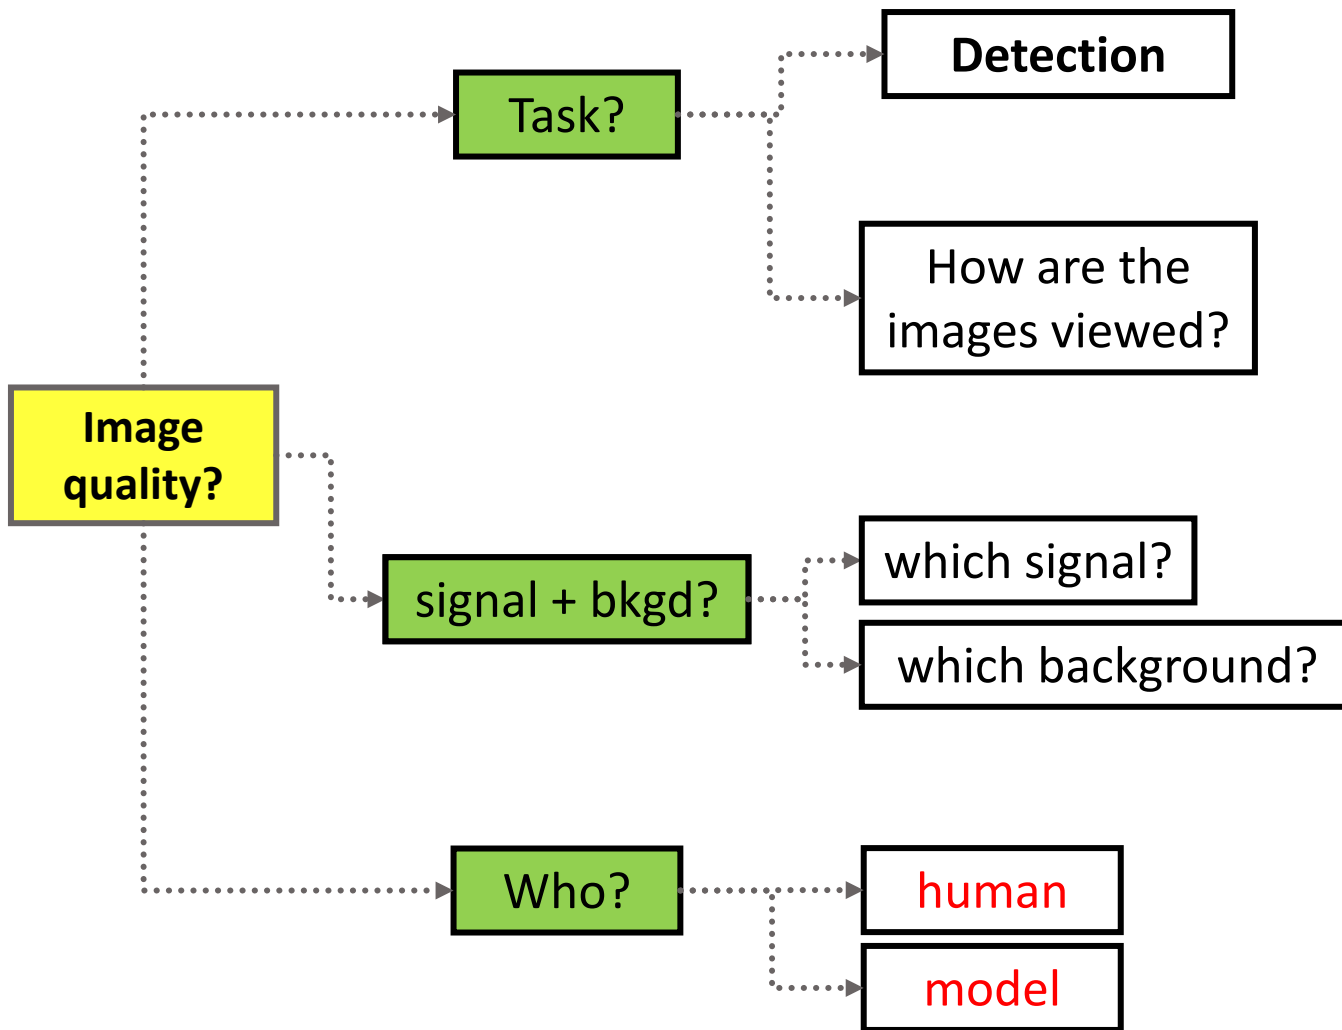 Detection
Task?
How are the
images viewed?
Image
quality?
which signal?
signal + bkgd?
which background?
human
Who?
model